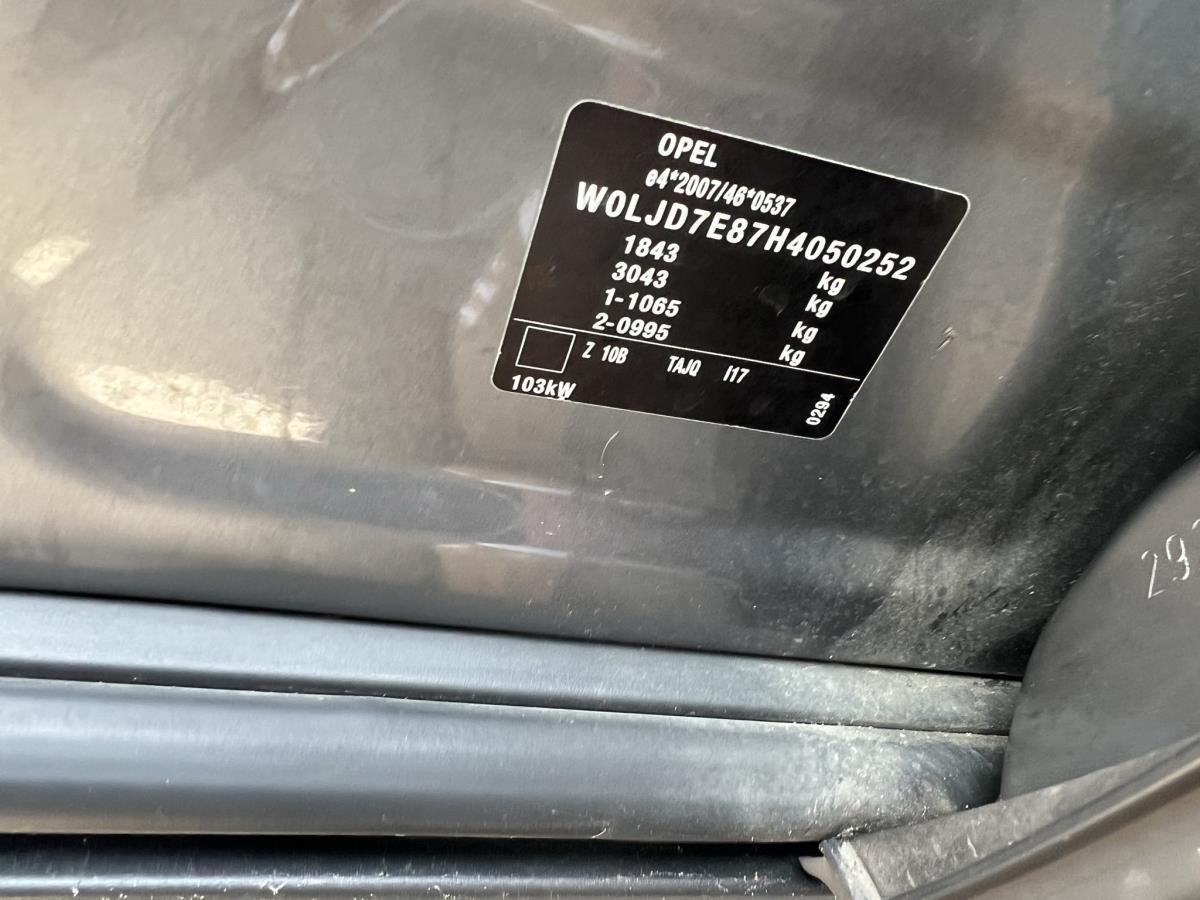 OPEL
e4*2007/46*0537
W0LJD7E87H4050252
1843 kg
3043 kg
1-1065 kg
2-0995 kg
Z 10B TAJQ I17
103kW
0294